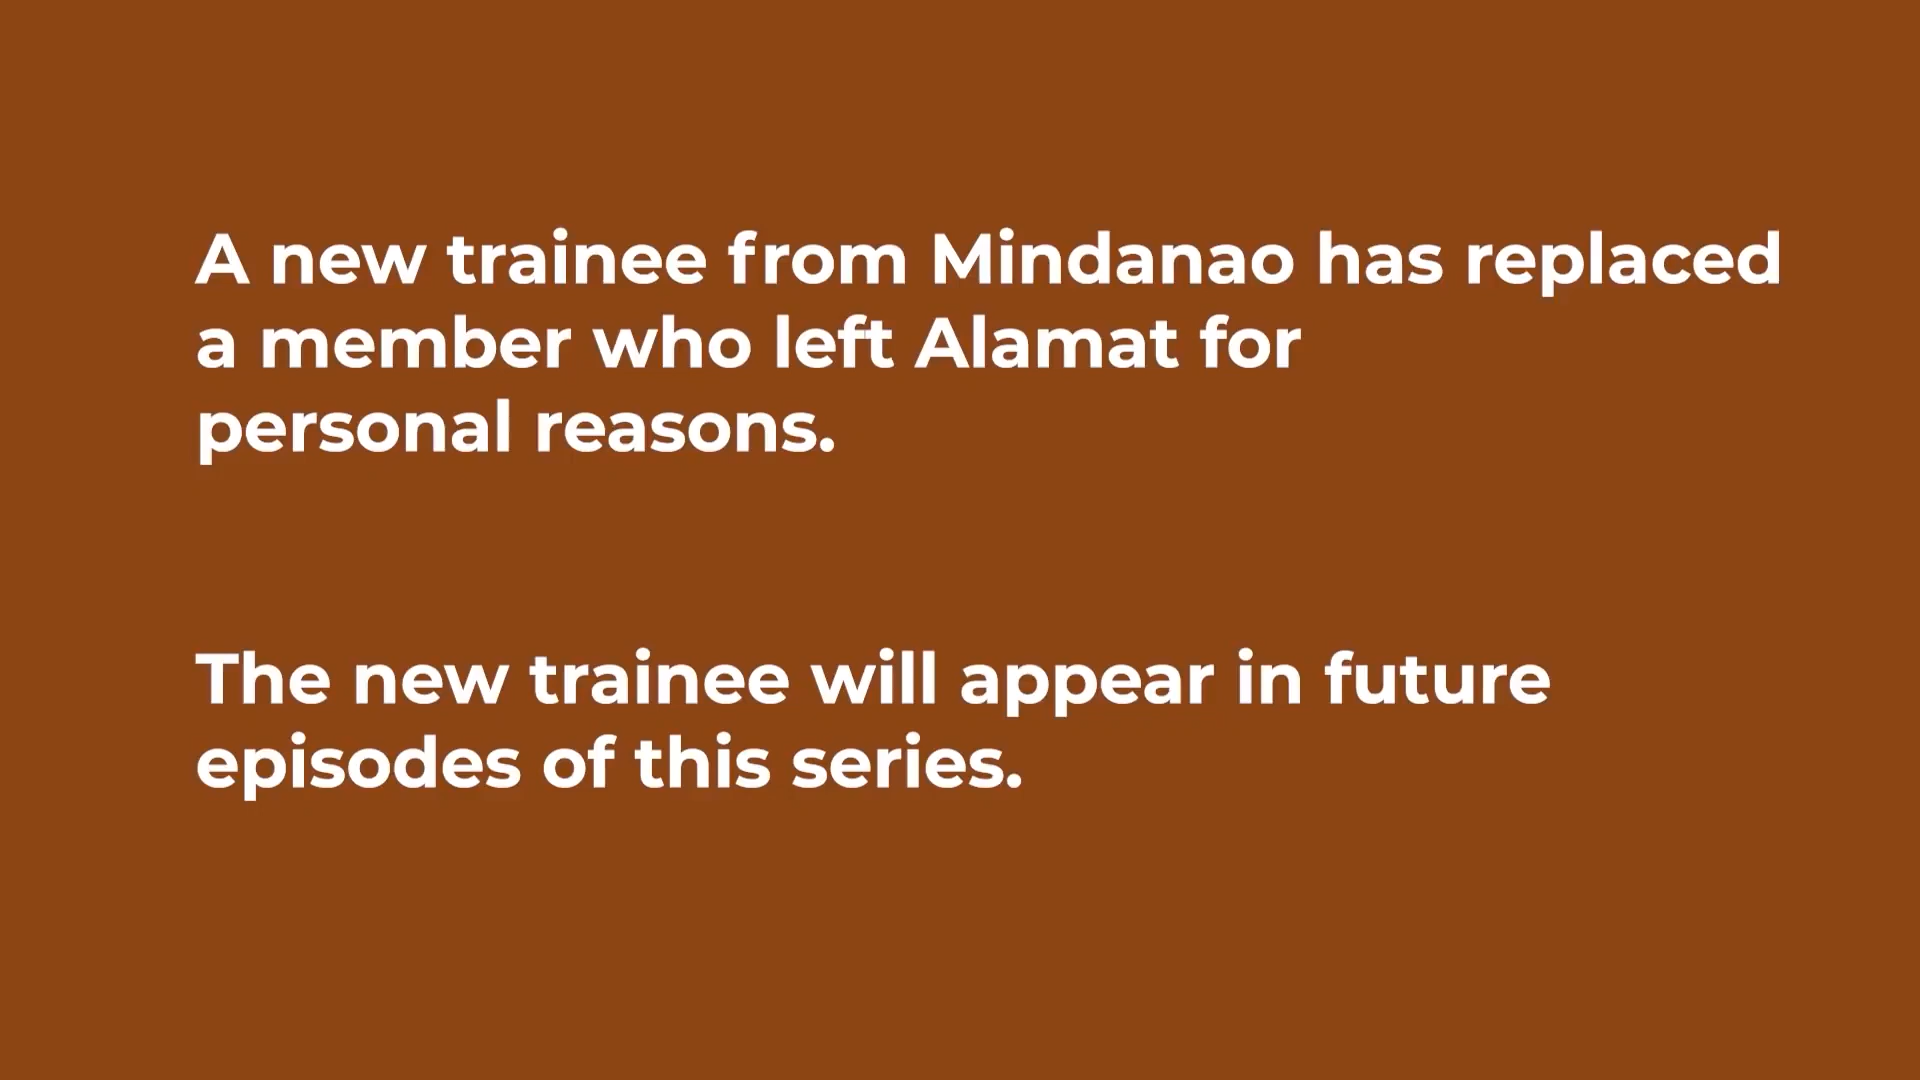 A new trainee from Mindanao has replaced
a member who left Alamat for
personal reasons.
The new trainee will appear in future
episodes of this series.